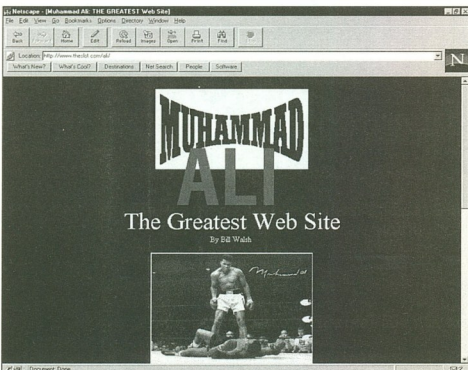 Netscape - [Muhammad Ali: THE GREATEST Web Site]
File Edit View Go Bookmarks Options Directory Window Help
Back Home Edit Reload Images Open Print Find
Location: http://www.theslot.com/ali/
What's New? What's Cool? Destinations Net Search People Software
N
MUHAMMAD
ALI
The Greatest Web Site
By Bill Walsh
Document: Done